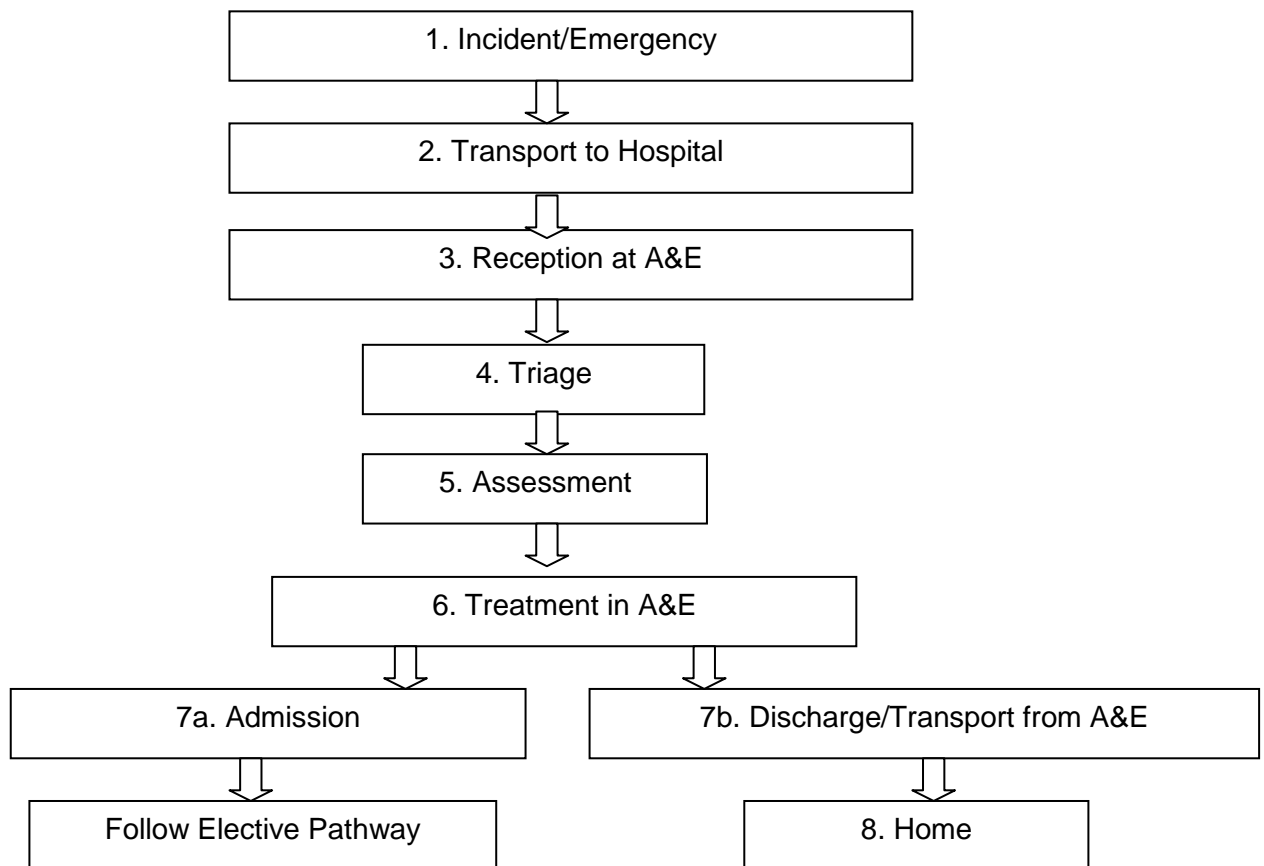 1. Incident/Emergency
2. Transport to Hospital
3. Reception at A&E
4. Triage
5. Assessment
6. Treatment in A&E
7a. Admission
7b. Discharge/Transport from A&E
Follow Elective Pathway
8. Home